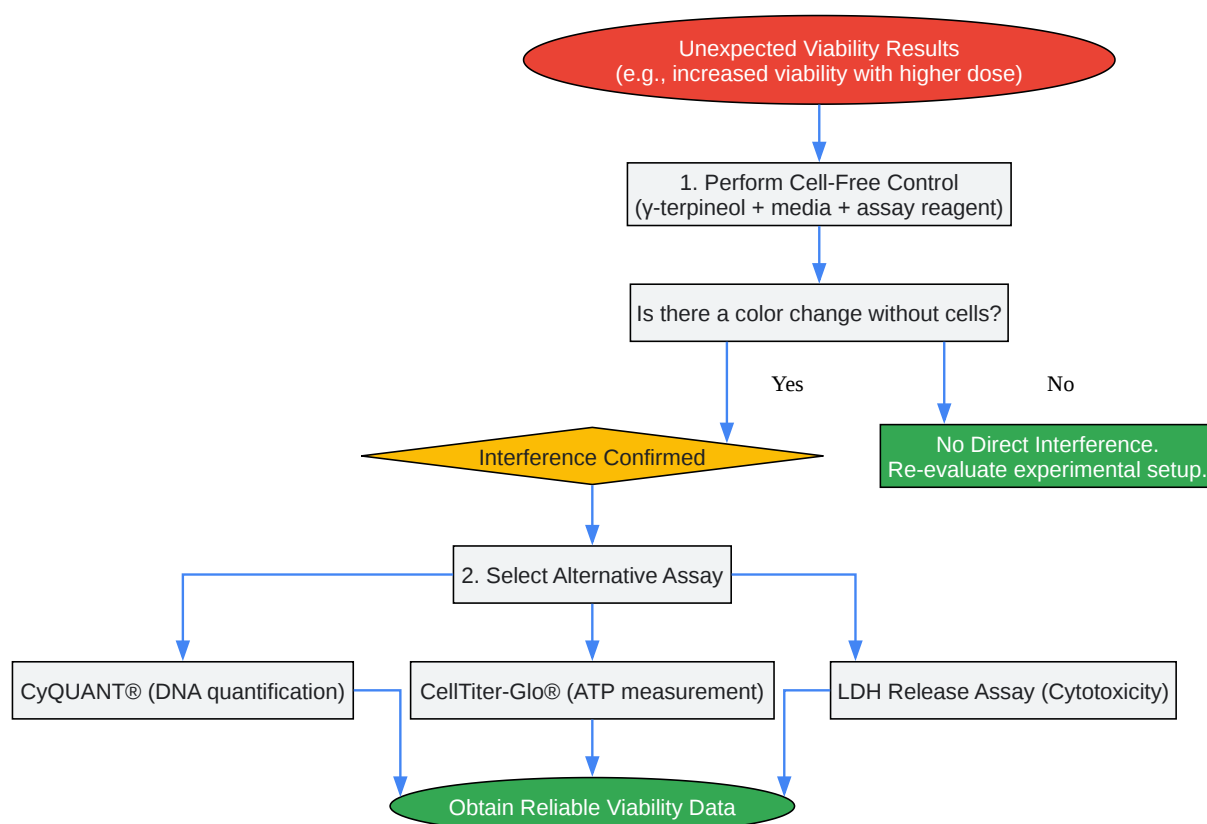 Unexpected Viability Results
(e.g., increased viability with higher dose)
1. Perform Cell-Free Control
(γ-terpineol + media + assay reagent)
Is there a color change without cells?
Yes
No
Interference Confirmed
No Direct Interference.
Re-evaluate experimental setup.
2. Select Alternative Assay
CyQUANT® (DNA quantification)
CellTiter-Glo® (ATP measurement)
LDH Release Assay (Cytotoxicity)
Obtain Reliable Viability Data